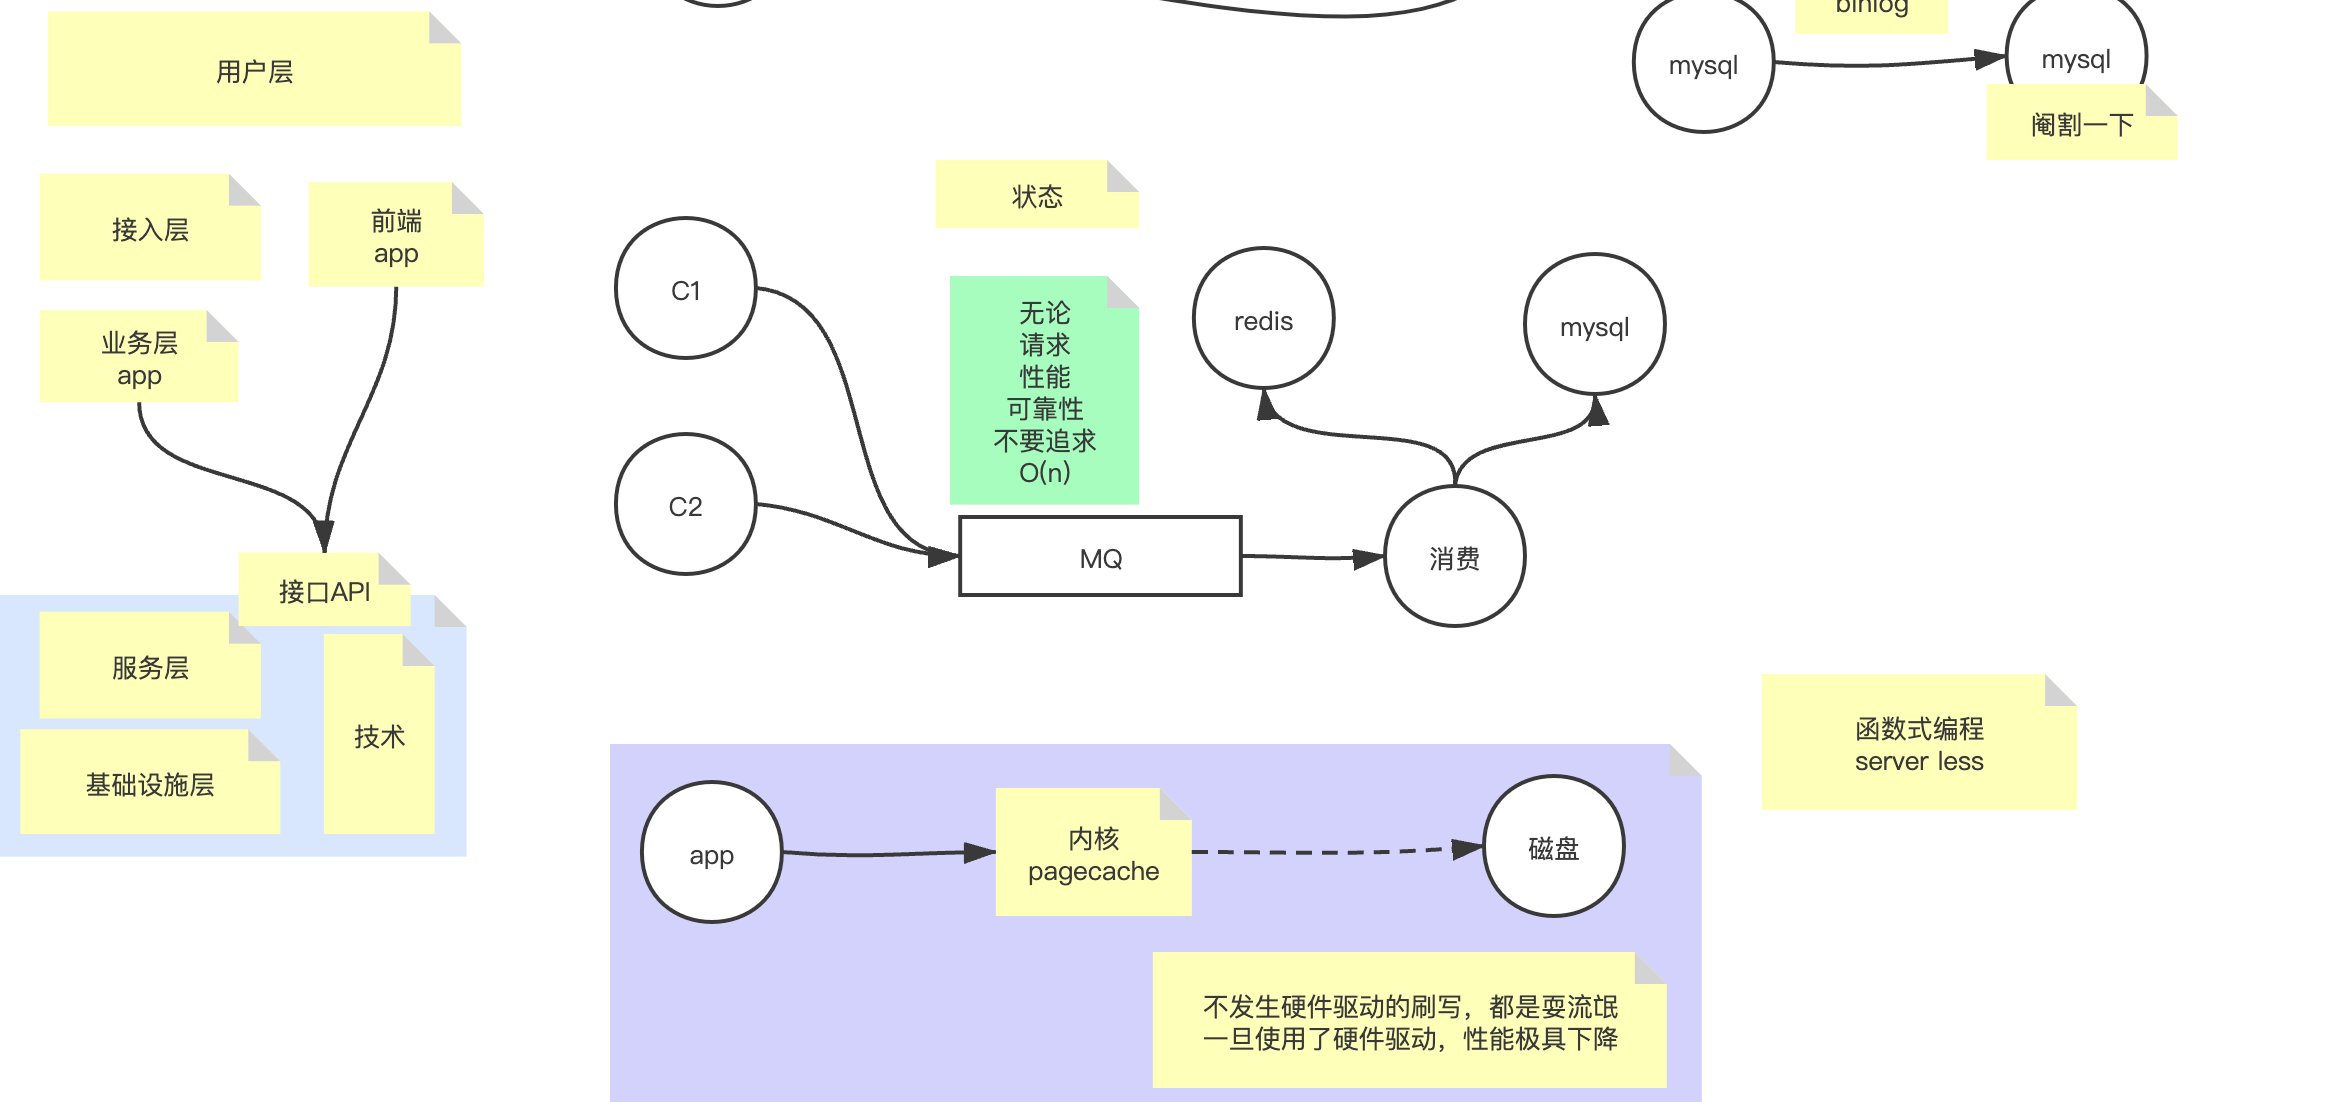 用户层
接入层
前端
app
业务层
app
接口API
服务层
基础设施层
技术
binlog
mysql
mysql
阉割一下
状态
C1
C2
无论
请求
性能
可靠性
不要追求
O(n)
redis
mysql
MQ
消费
函数式编程
server less
app
内核
pagecache
磁盘
不发生硬件驱动的刷写，都是耍流氓
一旦使用了硬件驱动，性能极具下降